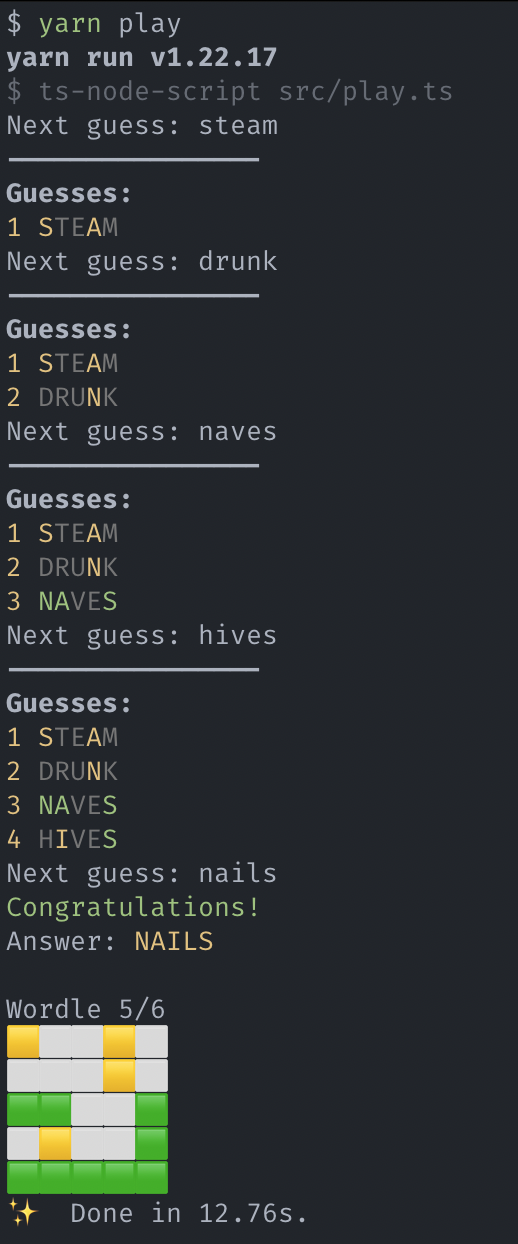 $ yarn play
yarn run v1.22.17
$ ts-node-script src/play.ts
Next guess: steam
Guesses:
1 STEAM
Next guess: drunk
Guesses:
1 STEAM
2 DRUNK
Next guess: naves
Guesses:
1 STEAM
2 DRUNK
3 NAVES
Next guess: hives
Guesses:
1 STEAM
2 DRUNK
3 NAVES
4 HIVES
Next guess: nails
Congratulations!
Answer: NAILS
Wordle 5/6
🟨⬜⬜🟨⬜
⬜⬜⬜🟨⬜
🟩🟩⬜⬜🟩
⬜🟨⬜⬜🟩
🟩🟩🟩🟩🟩
✨ Done in 12.76s.